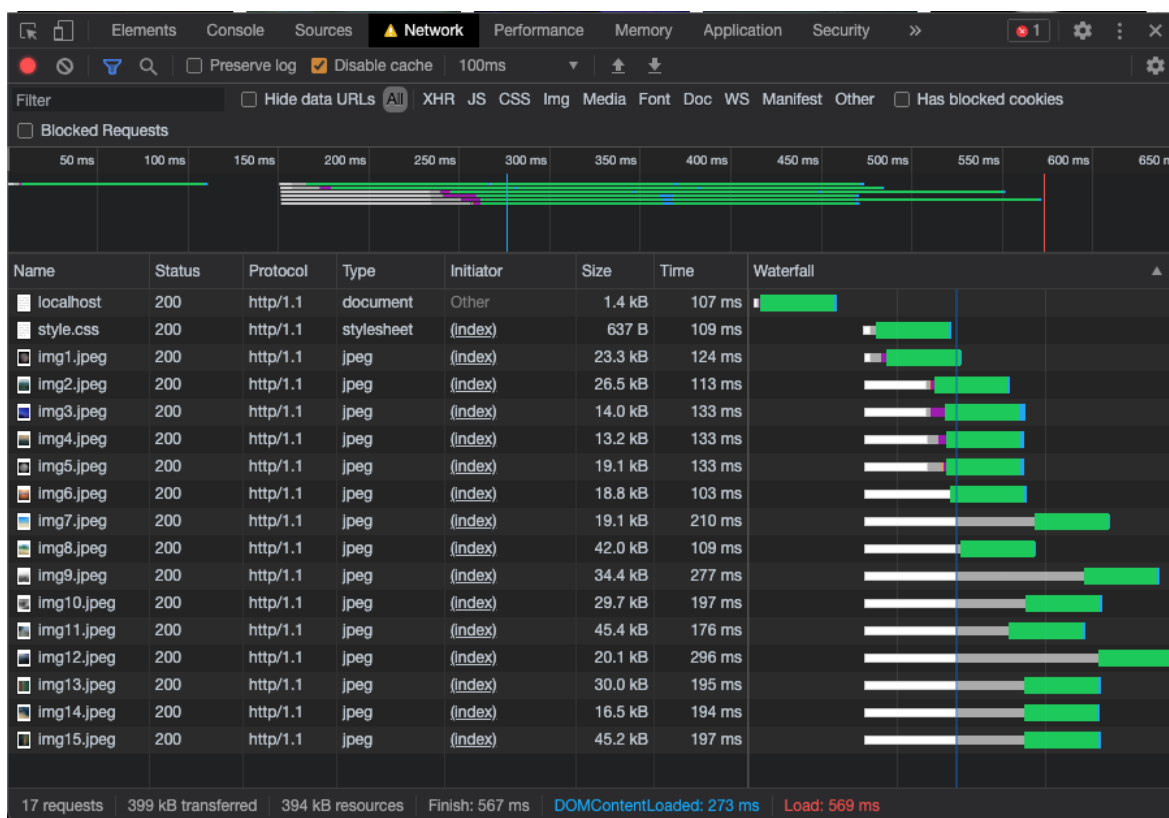 Elements Console Sources Network Performance Memory Application Security » 1
Preserve log Disable cache 100ms
Filter Hide data URLs All XHR JS CSS Img Media Font Doc WS Manifest Other Has blocked cookies
Blocked Requests
50 ms 100 ms 150 ms 200 ms 250 ms 300 ms 350 ms 400 ms 450 ms 500 ms 550 ms 600 ms 650 m
Name Status Protocol Type Initiator Size Time Waterfall
localhost 200 http/1.1 document Other 1.4 kB 107 ms
style.css 200 http/1.1 stylesheet (index) 637 B 109 ms
img1.jpeg 200 http/1.1 jpeg (index) 23.3 kB 124 ms
img2.jpeg 200 http/1.1 jpeg (index) 26.5 kB 113 ms
img3.jpeg 200 http/1.1 jpeg (index) 14.0 kB 133 ms
img4.jpeg 200 http/1.1 jpeg (index) 13.2 kB 133 ms
img5.jpeg 200 http/1.1 jpeg (index) 19.1 kB 133 ms
img6.jpeg 200 http/1.1 jpeg (index) 18.8 kB 103 ms
img7.jpeg 200 http/1.1 jpeg (index) 19.1 kB 210 ms
img8.jpeg 200 http/1.1 jpeg (index) 42.0 kB 109 ms
img9.jpeg 200 http/1.1 jpeg (index) 34.4 kB 277 ms
img10.jpeg 200 http/1.1 jpeg (index) 29.7 kB 197 ms
img11.jpeg 200 http/1.1 jpeg (index) 45.4 kB 176 ms
img12.jpeg 200 http/1.1 jpeg (index) 20.1 kB 296 ms
img13.jpeg 200 http/1.1 jpeg (index) 30.0 kB 195 ms
img14.jpeg 200 http/1.1 jpeg (index) 16.5 kB 194 ms
img15.jpeg 200 http/1.1 jpeg (index) 45.2 kB 197 ms
17 requests 399 kB transferred 394 kB resources Finish: 567 ms DOMContentLoaded: 273 ms Load: 569 ms